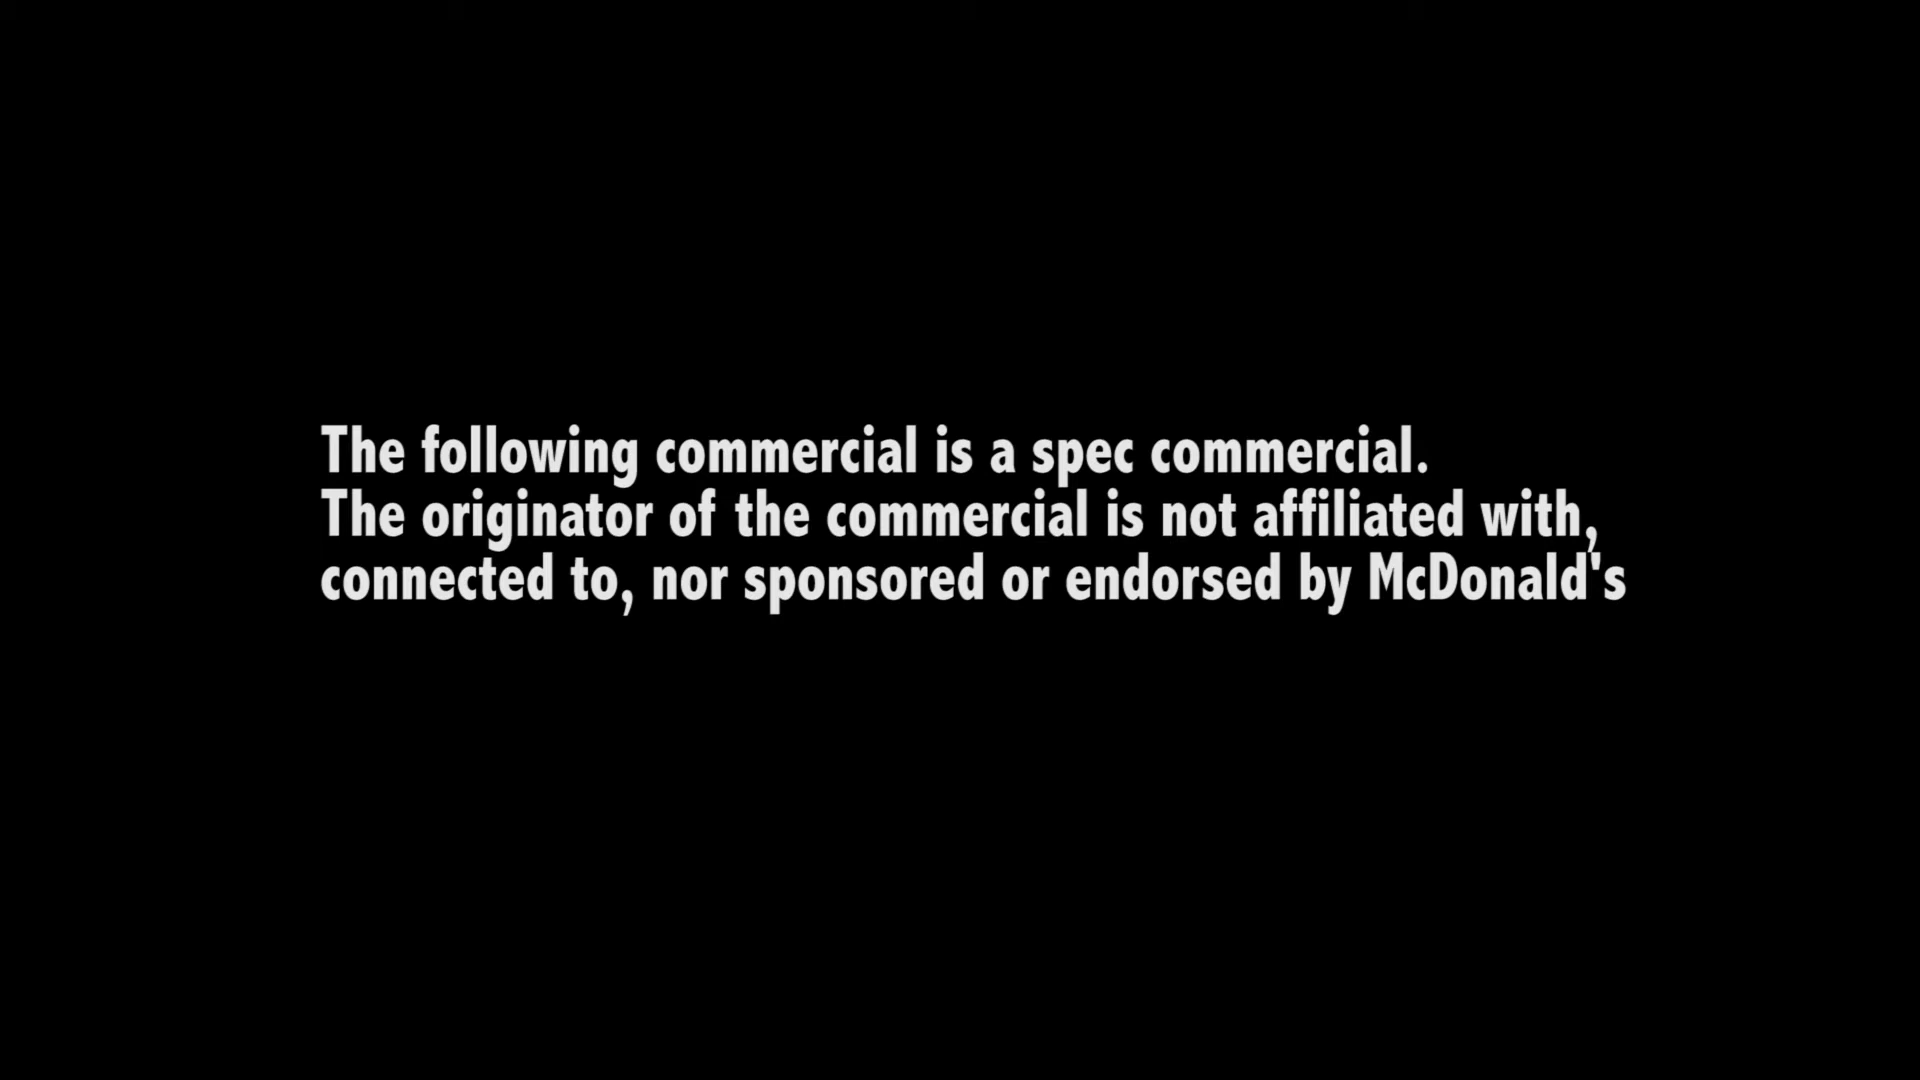 The following commercial is a spec commercial.
The originator of the commercial is not affiliated with,
connected to, nor sponsored or endorsed by McDonald's